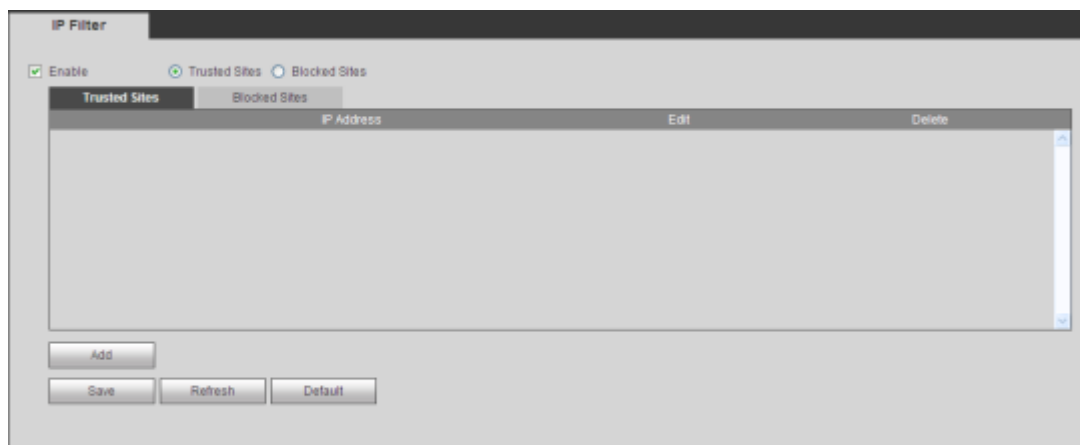 IP Filter
Enable Trusted Sites Blocked Sites
Trusted Sites Blocked Sites
IP Address Edit Delete
Add
Save Refresh Default